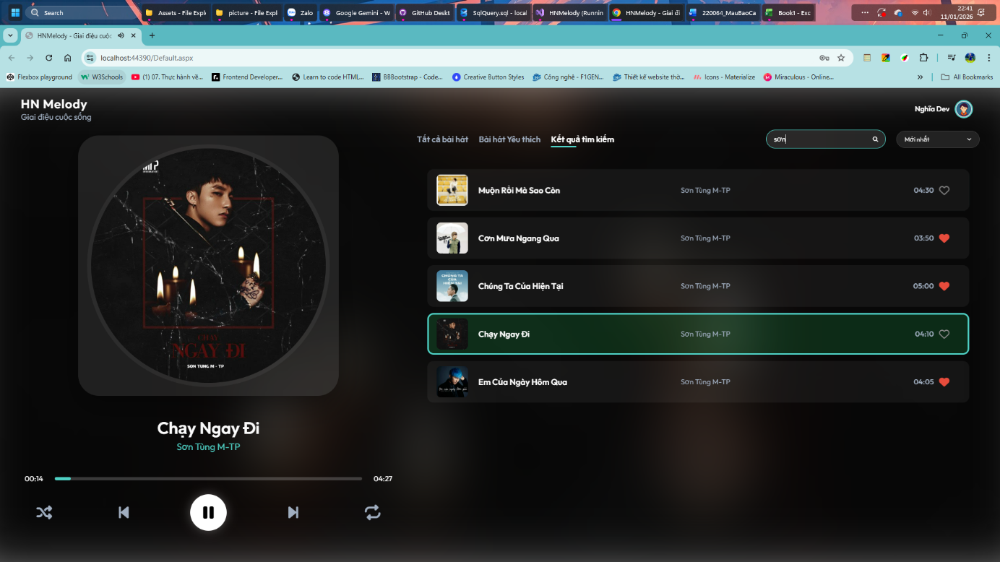 Search
Assets - File Expl
picture - File Expl
Zalo
Google Gemini - W
GitHub Deskt
SqlQuery.sql - local
HNMelody (Runnin
HNMelody - Giai đi
220064_MauBaoCa
Book1 - Exc
22:41
11/01/2026
HNMelody - Giai điệu cuộc
localhost:44390/Default.aspx
Flexbox playground
W3Schools
(1) 07. Thực hành vẽ...
Frontend Developer...
Learn to code HTML...
BBBootstrap - Code...
Creative Button Styles
Công nghệ - F1GEN...
Thiết kế website thờ...
Icons - Materialize
Miraculous - Online...
All Bookmarks
HN Melody
Giai điệu cuộc sống
Nghĩa Dev
Tất cả bài hát
Bài hát Yêu thích
Kết quả tìm kiếm
sơn
Mới nhất
CHẠY
NGAY ĐI
SƠN TÙNG M - TP
Muộn Rồi Mà Sao Còn
Sơn Tùng M-TP
04:30
Cơn Mưa Ngang Qua
Sơn Tùng M-TP
03:50
CHÚNG TA
CỦA
HIỆN TẠI
Chúng Ta Của Hiện Tại
Sơn Tùng M-TP
05:00
Chạy Ngay Đi
Sơn Tùng M-TP
04:10
Em Của Ngày Hôm Qua
Sơn Tùng M-TP
04:05
Chạy Ngay Đi
Sơn Tùng M-TP
00:14
04:27